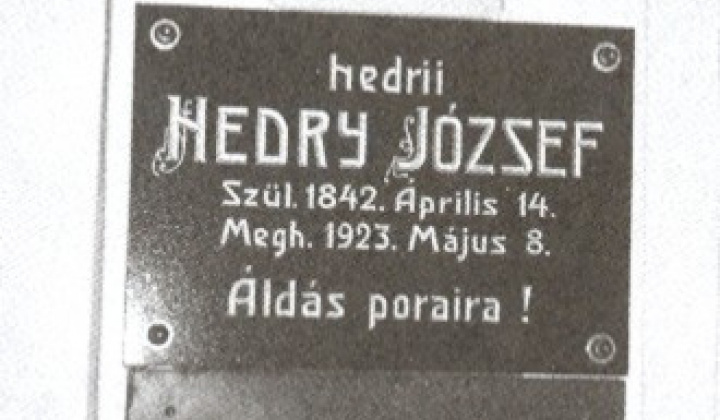 hedrii
HEDRY JÓZSEF
Szül. 1842. Április 14.
Megh. 1923. Május 8.
Áldás poraira !